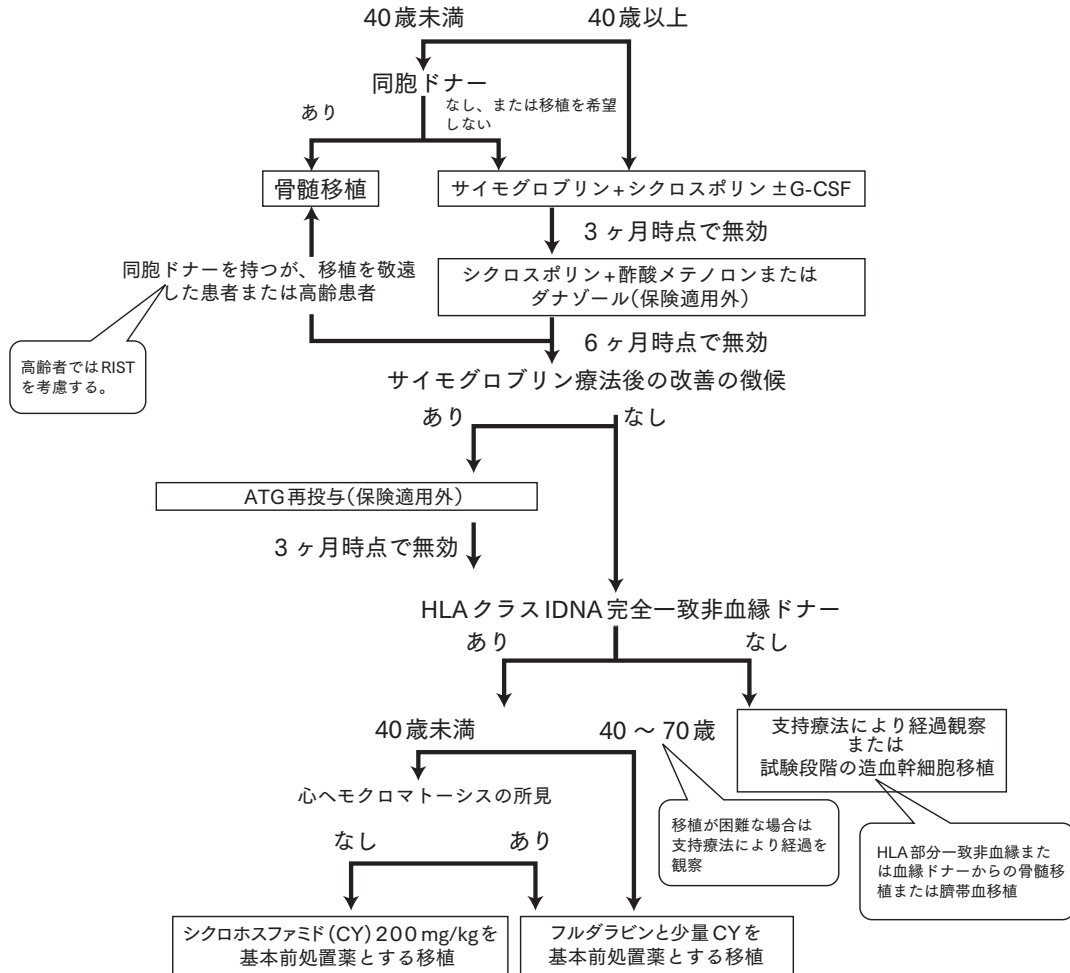 40歳未満
40歳以上
同胞ドナー
あり
なし、または移植を希望
しない
骨髄移植
サイモグロブリン+シクロスポリン±G-CSF
3ヶ月時点で無効
同胞ドナーを持つが、移植を敬遠
した患者または高齢患者
シクロスポリン+酢酸メテノロンまたは
ダナゾール(保険適用外)
高齢者ではRIST
を考慮する。
6ヶ月時点で無効
サイモグロブリン療法後の改善の徴候
あり
なし
ATG再投与(保険適用外)
3ヶ月時点で無効
HLAクラスIDNA完全一致非血縁ドナー
あり
なし
40歳未満
40〜70歳
支持療法により経過観察
または
試験段階の造血幹細胞移植
心ヘモクロマトーシスの所見
移植が困難な場合は
支持療法により経過を
観察
HLA部分一致非血縁また
は血縁ドナーからの骨髄移
植または臍帯血移植
なし
あり
シクロホスファミド(CY)200 mg/kgを
基本前処置薬とする移植
フルダラビンと少量CYを
基本前処置薬とする移植